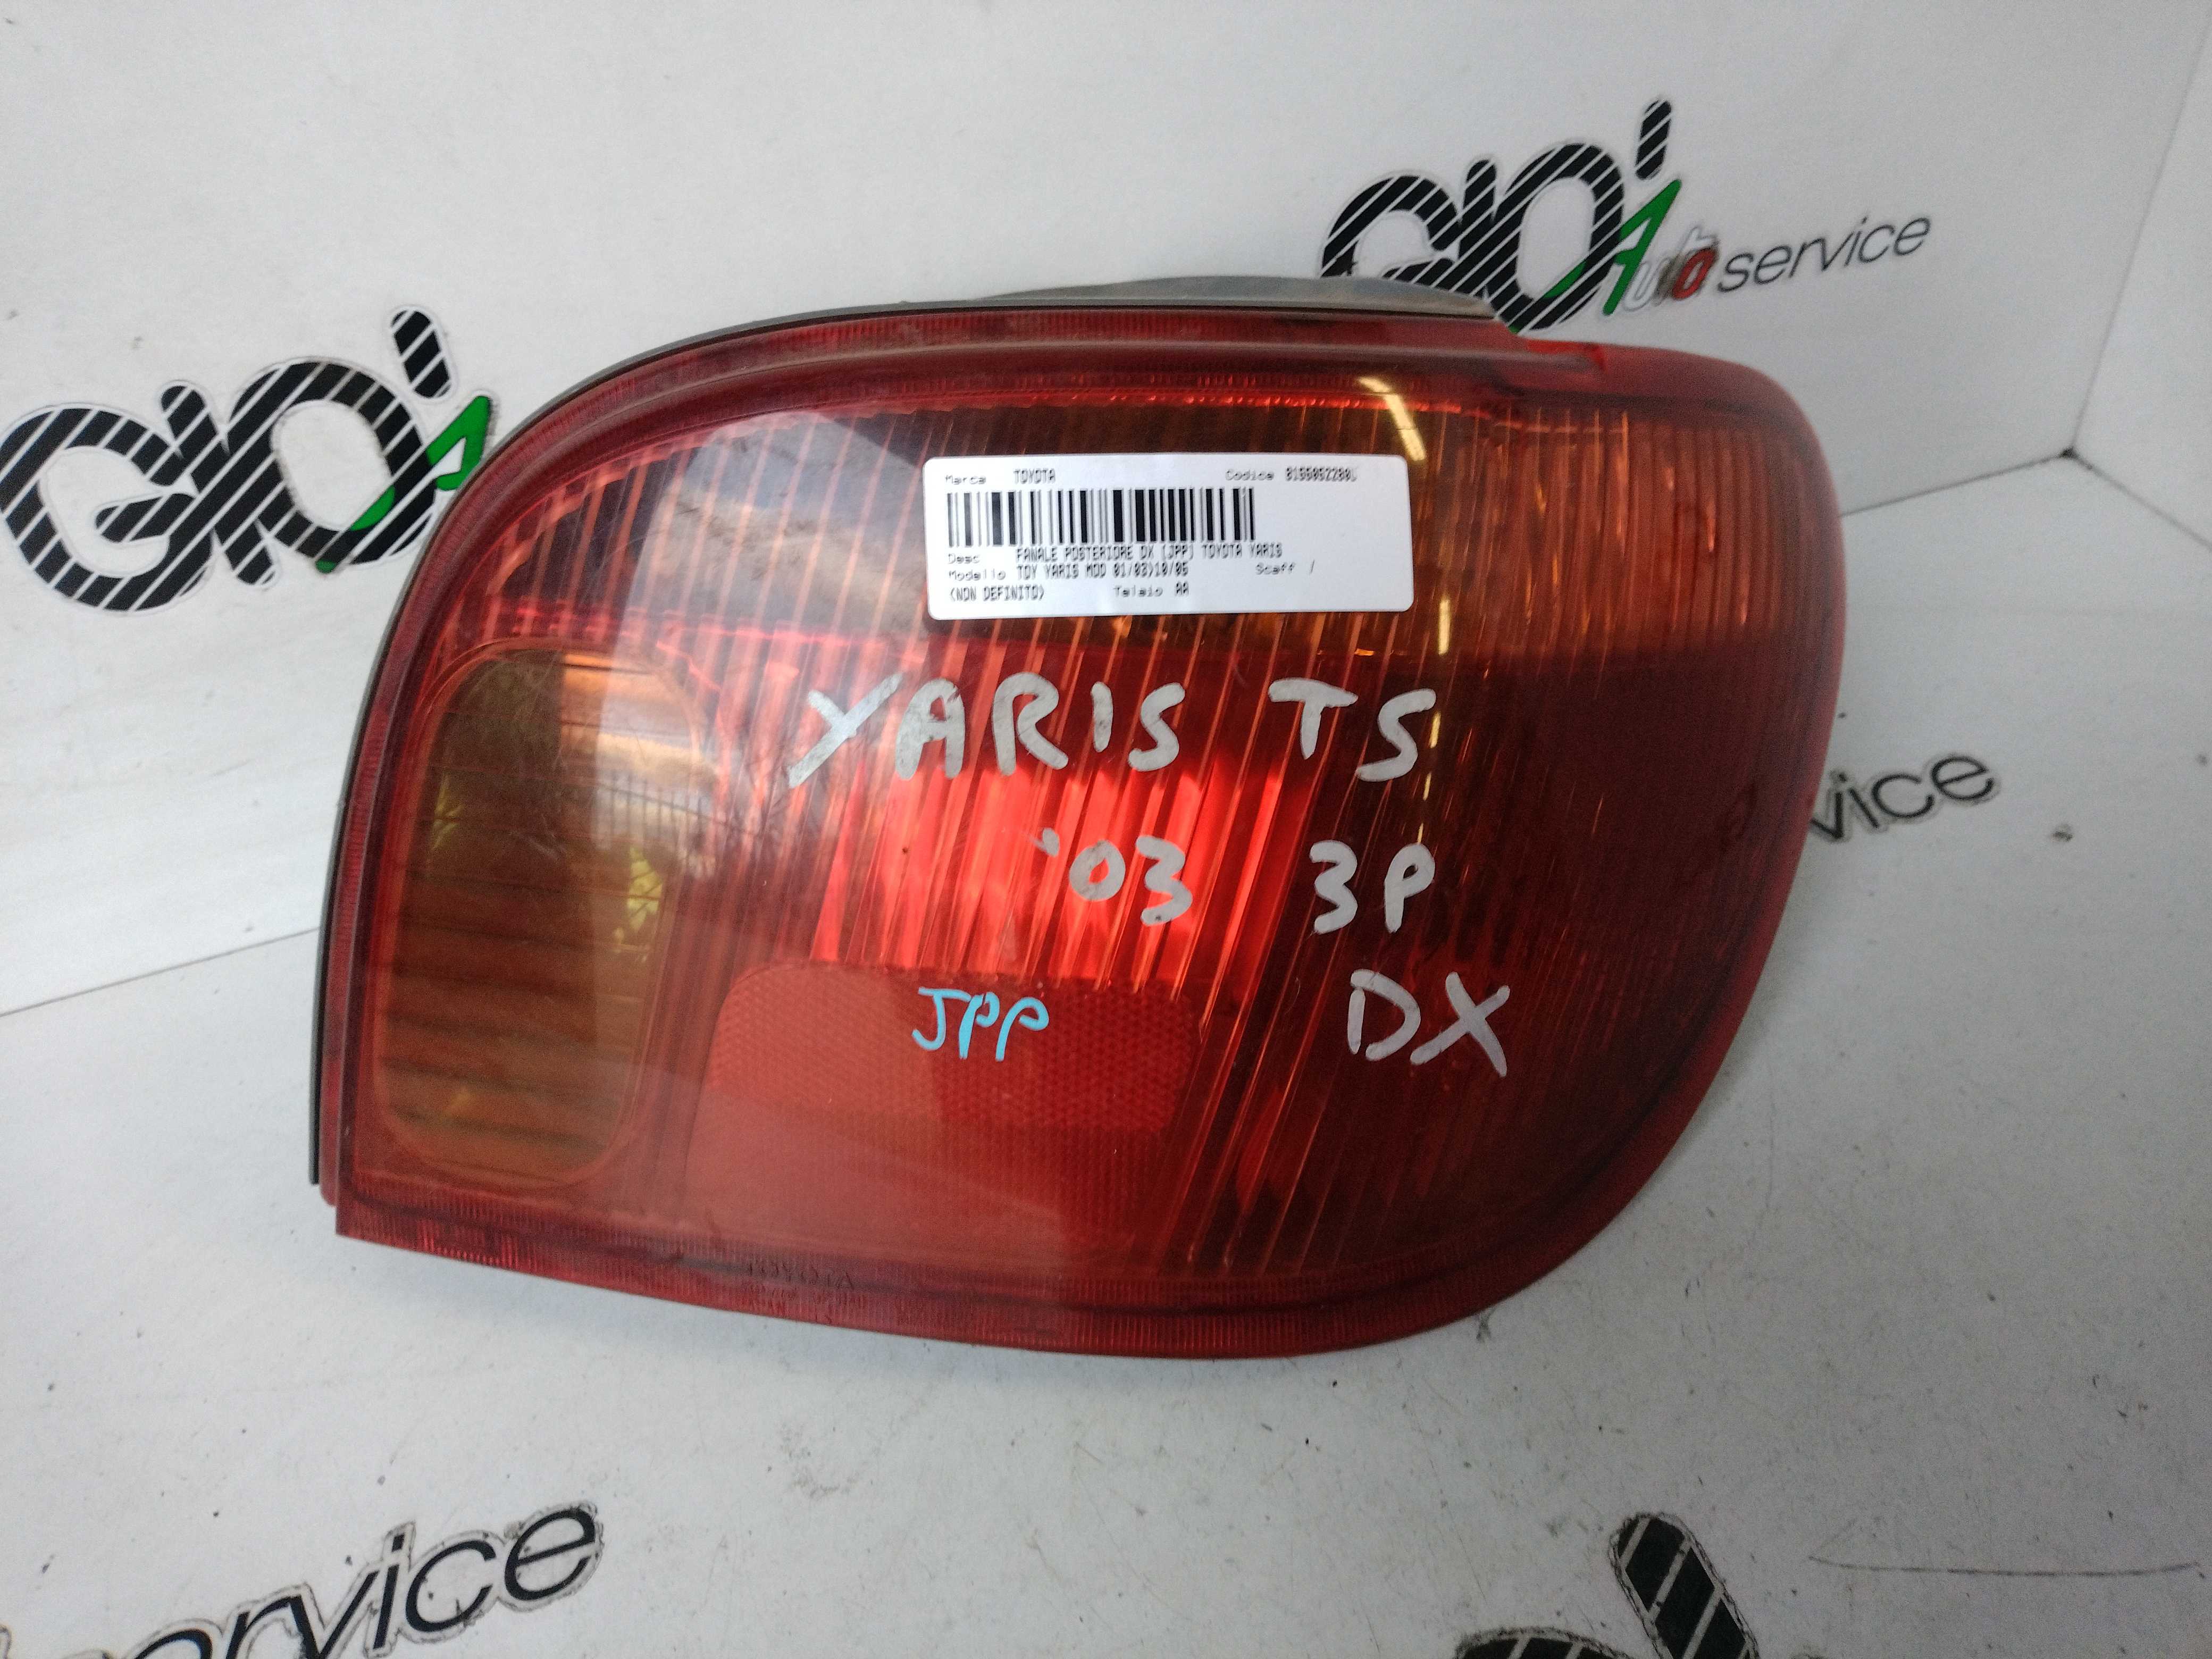 GIO'
Auto service
GIO'
Marca TOYOTA Codice
Desc FANALE POSTERIORE DX (JPP) TOYOTA YARIS
Modello TOY YARIS MOD 01/03)10/05 Scaff /
(NON DEFINITO) Telaio AA
YARIS TS
'03 3P
JPP DX
vice
TOYOTA
service